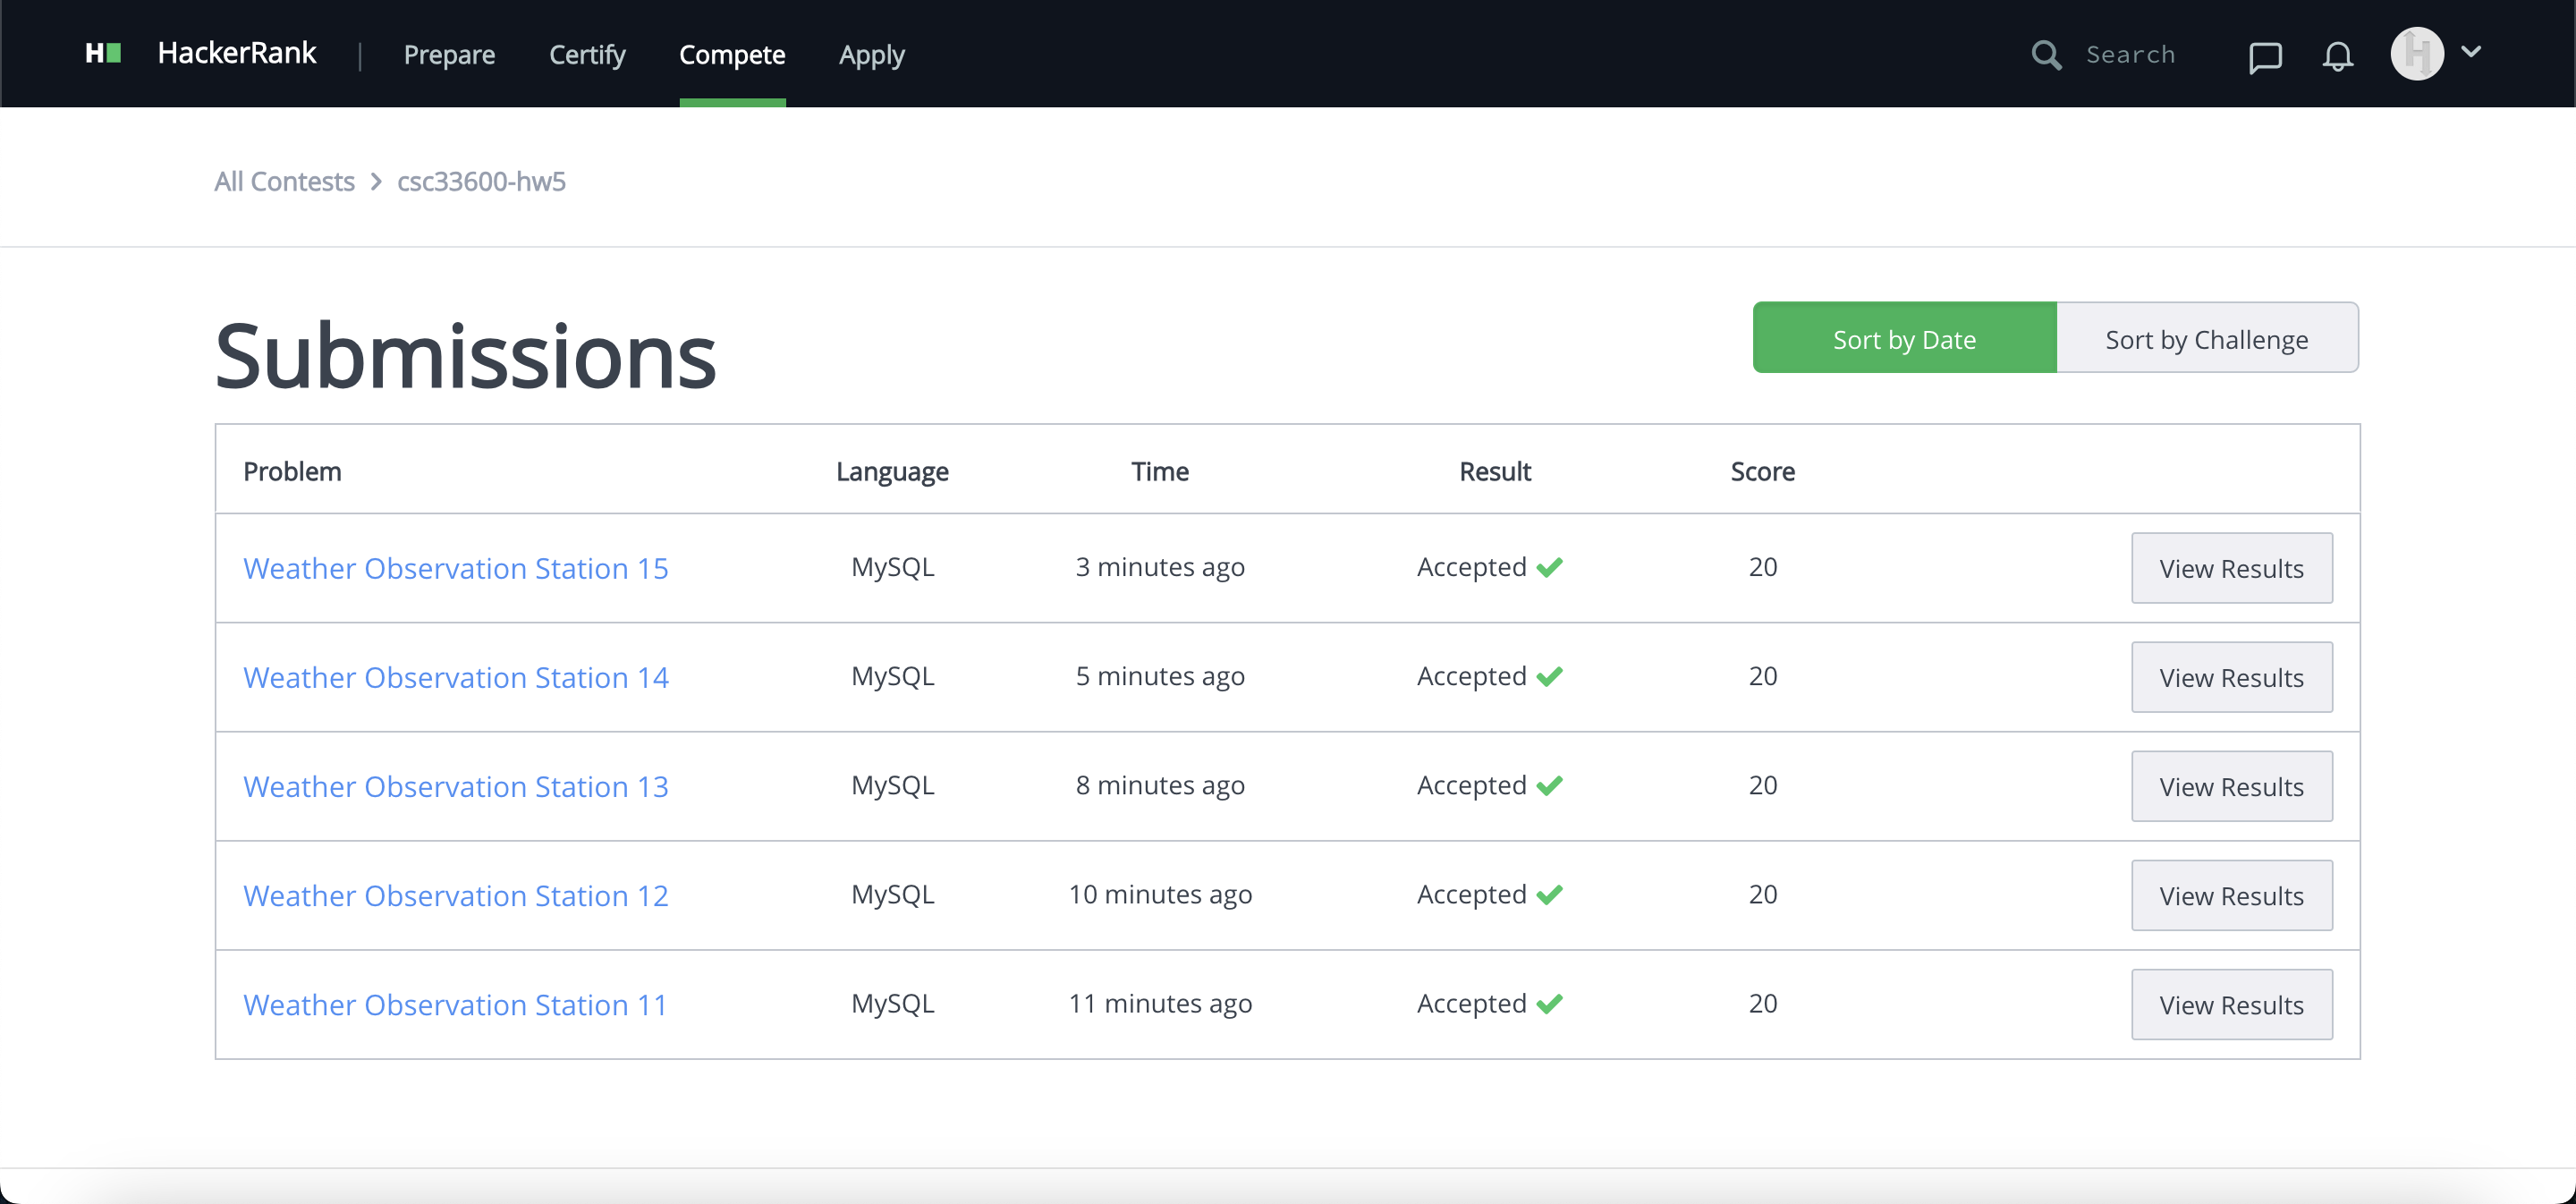 H HackerRank | Prepare Certify Compete Apply Search
All Contests > csc33600-hw5
Submissions
Sort by Date Sort by Challenge
Problem Language Time Result Score
Weather Observation Station 15 MySQL 3 minutes ago Accepted 20 View Results
Weather Observation Station 14 MySQL 5 minutes ago Accepted 20 View Results
Weather Observation Station 13 MySQL 8 minutes ago Accepted 20 View Results
Weather Observation Station 12 MySQL 10 minutes ago Accepted 20 View Results
Weather Observation Station 11 MySQL 11 minutes ago Accepted 20 View Results